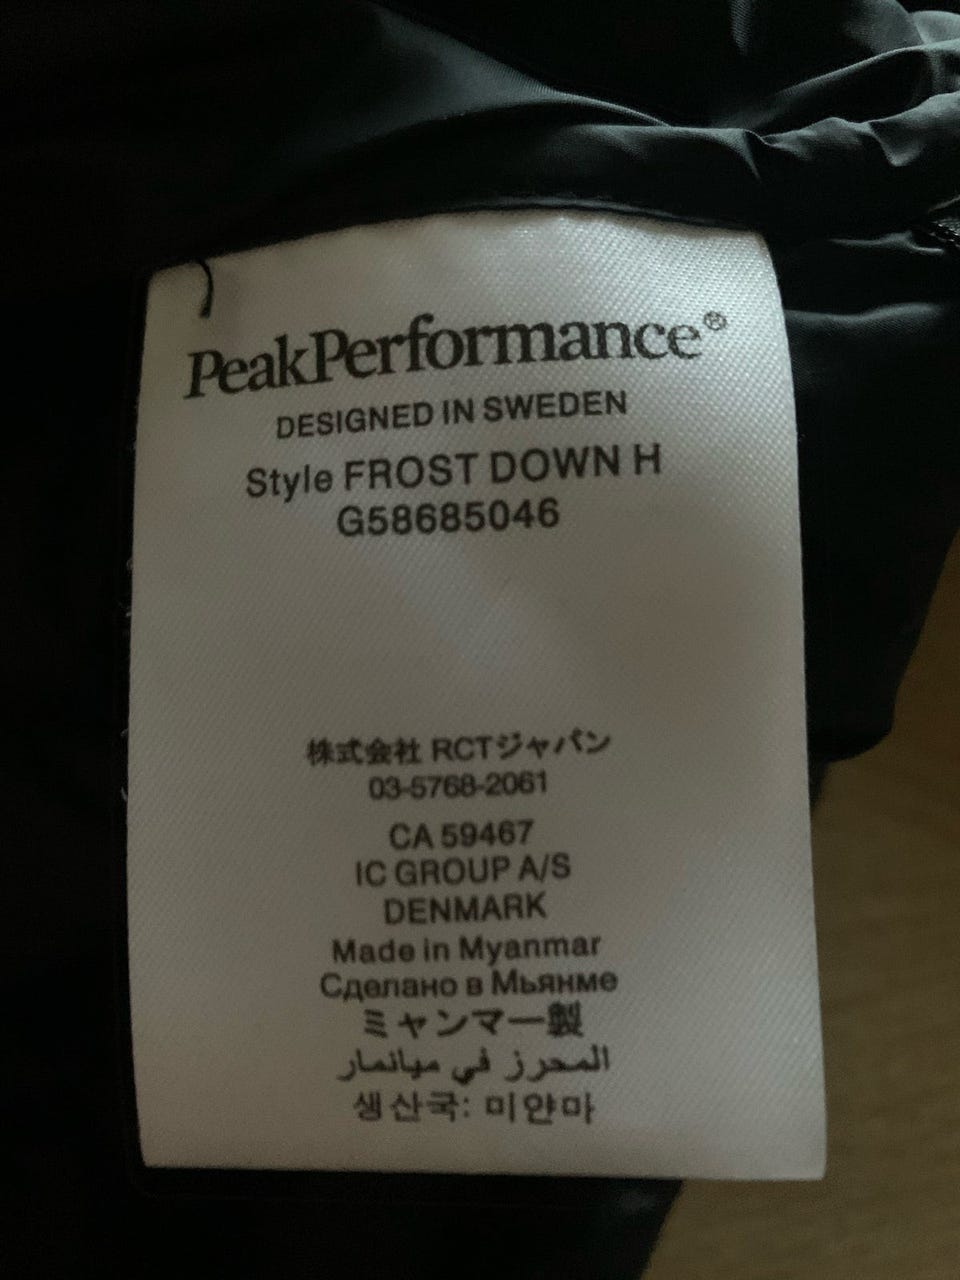 PeakPerformance®
DESIGNED IN SWEDEN
Style FROST DOWN H
G58685046
株式会社 RCTジャパン
03-5768-2061
CA 59467
IC GROUP A/S
DENMARK
Made in Myanmar
Сделано в Мьянме
ミャンマー製
المحرز في ميانمار
생산국: 미얀마